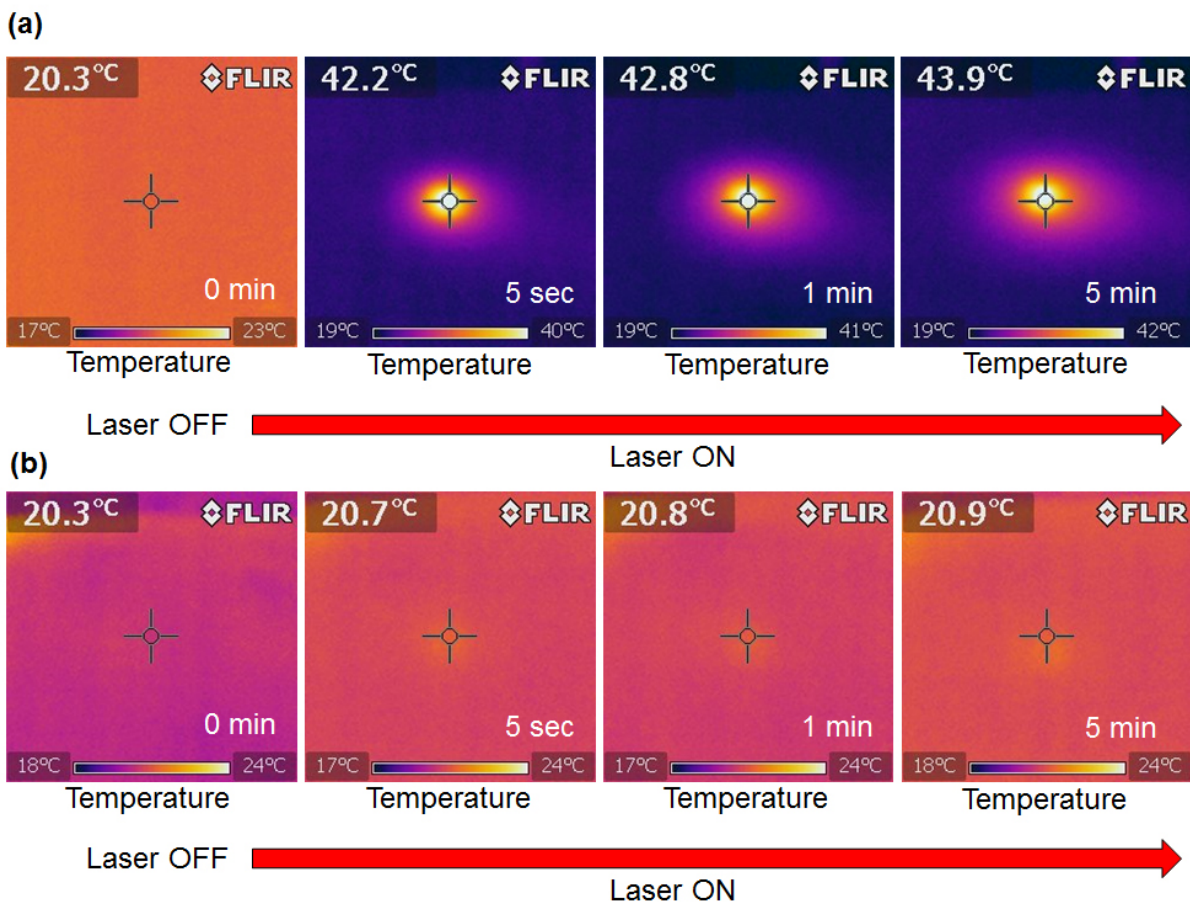 (a)
20.3°C FLIR 42.2°C FLIR 42.8°C FLIR 43.9°C FLIR
0 min 5 sec 1 min 5 min
17°C 23°C 19°C 40°C 19°C 41°C 19°C 42°C
Temperature Temperature Temperature Temperature
Laser OFF
Laser ON
(b)
20.3°C FLIR 20.7°C FLIR 20.8°C FLIR 20.9°C FLIR
0 min 5 sec 1 min 5 min
18°C 24°C 17°C 24°C 17°C 24°C 18°C 24°C
Temperature Temperature Temperature Temperature
Laser OFF
Laser ON